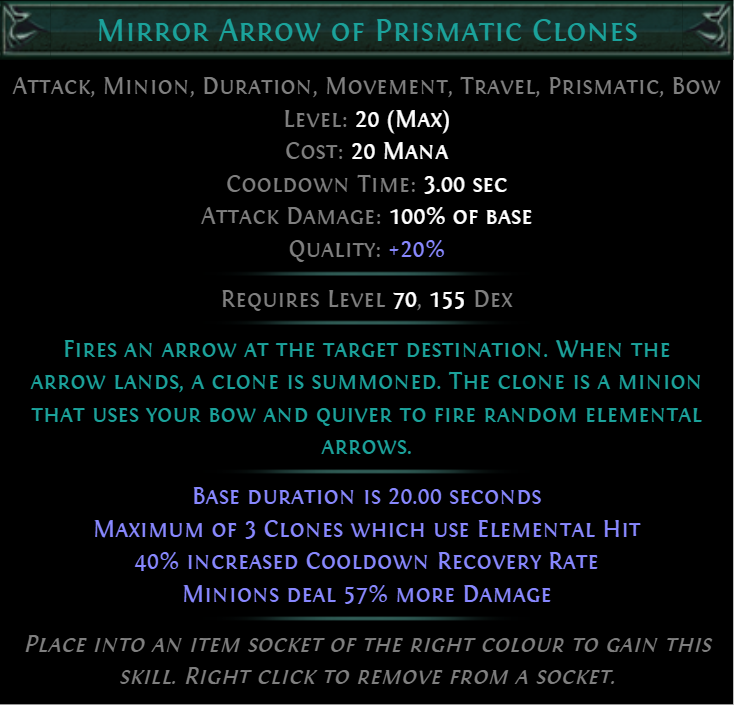 Mirror Arrow of Prismatic Clones
Attack, Minion, Duration, Movement, Travel, Prismatic, Bow
Level: 20 (Max)
Cost: 20 Mana
Cooldown Time: 3.00 sec
Attack Damage: 100% of base
Quality: +20%
Requires Level 70, 155 Dex
Fires an arrow at the target destination. When the
arrow lands, a clone is summoned. The clone is a minion
that uses your bow and quiver to fire random elemental
arrows.
Base duration is 20.00 seconds
Maximum of 3 Clones which use Elemental Hit
40% increased Cooldown Recovery Rate
Minions deal 57% more Damage
Place into an item socket of the right colour to gain this
skill. Right click to remove from a socket.